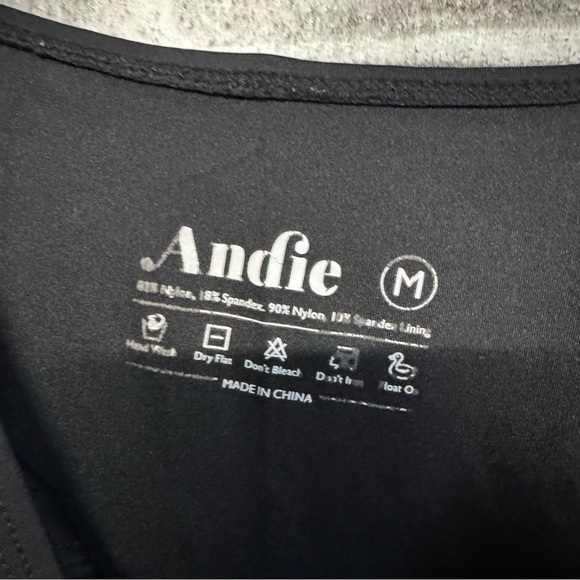 Andie M
82% Nylon, 18% Spandex, 90% Nylon, 10% Spandex Lining
Hand Wash Dry Flat Don't Bleach Don't Iron Float On
MADE IN CHINA